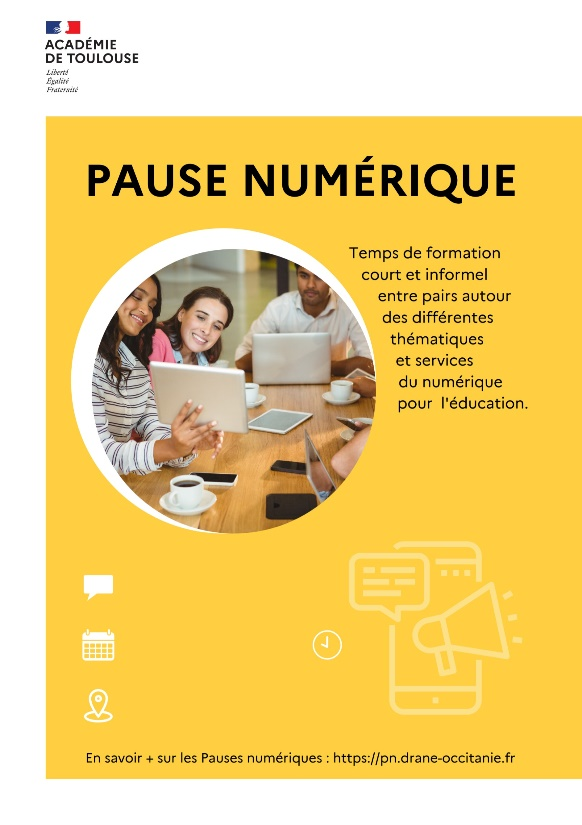 ACADÉMIE
DE TOULOUSE
Liberté
Égalité
Fraternité
PAUSE NUMÉRIQUE
Temps de formation
court et informel
entre pairs autour
des différentes
thématiques
et services
du numérique
pour l'éducation.
En savoir + sur les Pauses numériques : https://pn.drane-occitanie.fr